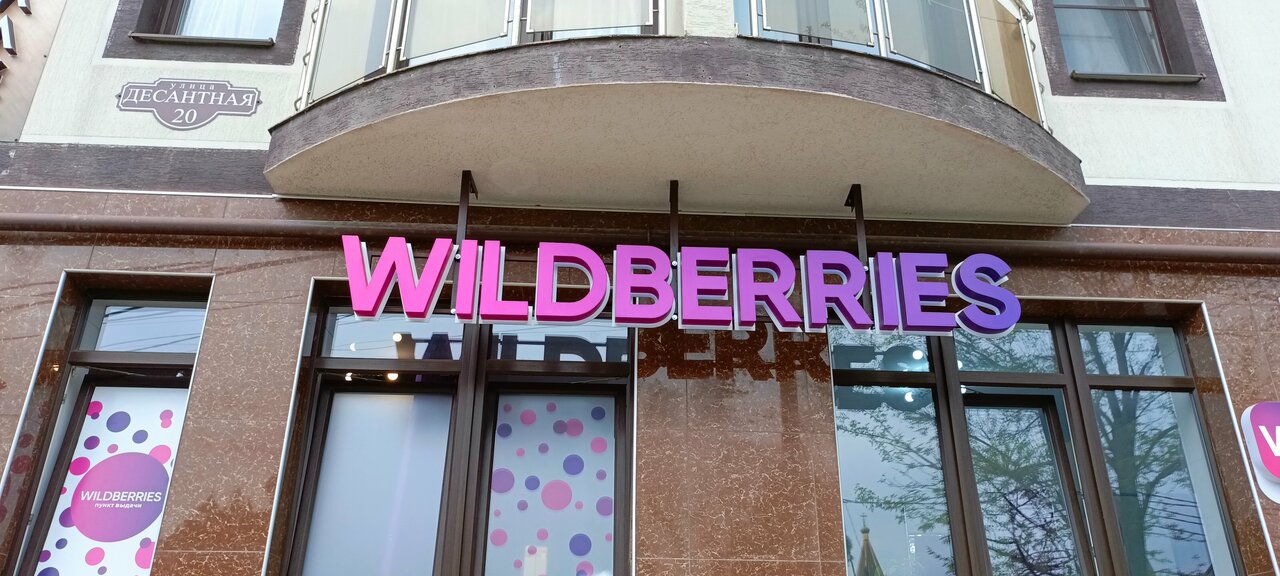 улица
ДЕСАНТНАЯ
20
WILDBERRIES
WILDBERRIES
пункт выдачи
W